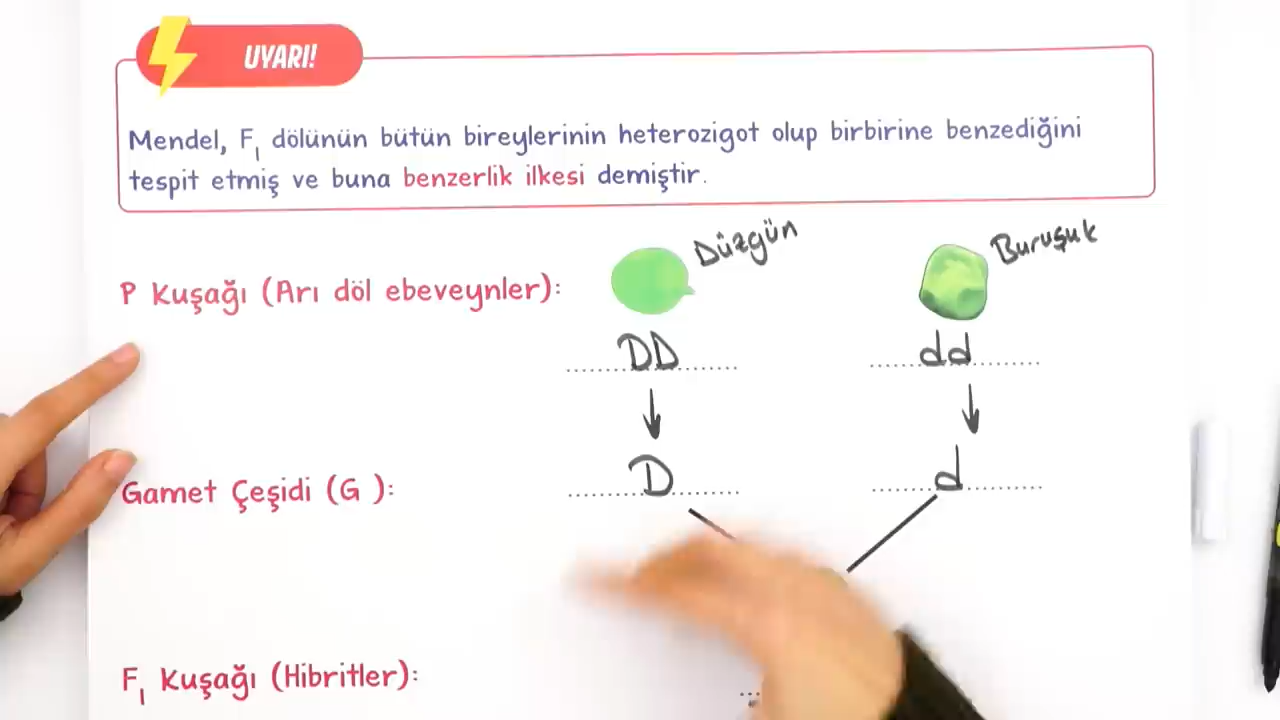 UYARI!
Mendel, F₁ dölünün bütün bireylerinin heterozigot olup birbirine benzediğini
tespit etmiş ve buna benzerlik ilkesi demiştir.
Düzgün
Buruşuk
P Kuşağı (Arı döl ebeveynler):
DD dd
Gamet Çeşidi (G ):
D d
F₁ Kuşağı (Hibritler):